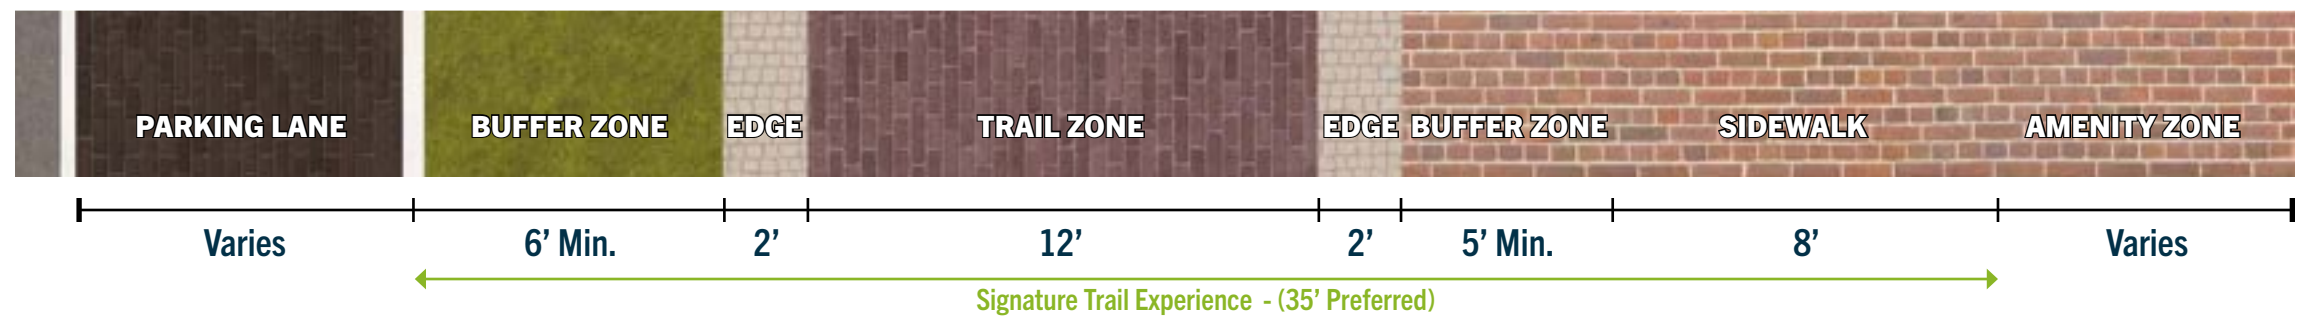 PARKING LANE BUFFER ZONE EDGE TRAIL ZONE EDGE BUFFER ZONE SIDEWALK AMENITY ZONE
Varies 6’ Min. 2’ 12’ 2’ 5’ Min. 8’ Varies
Signature Trail Experience - (35’ Preferred)